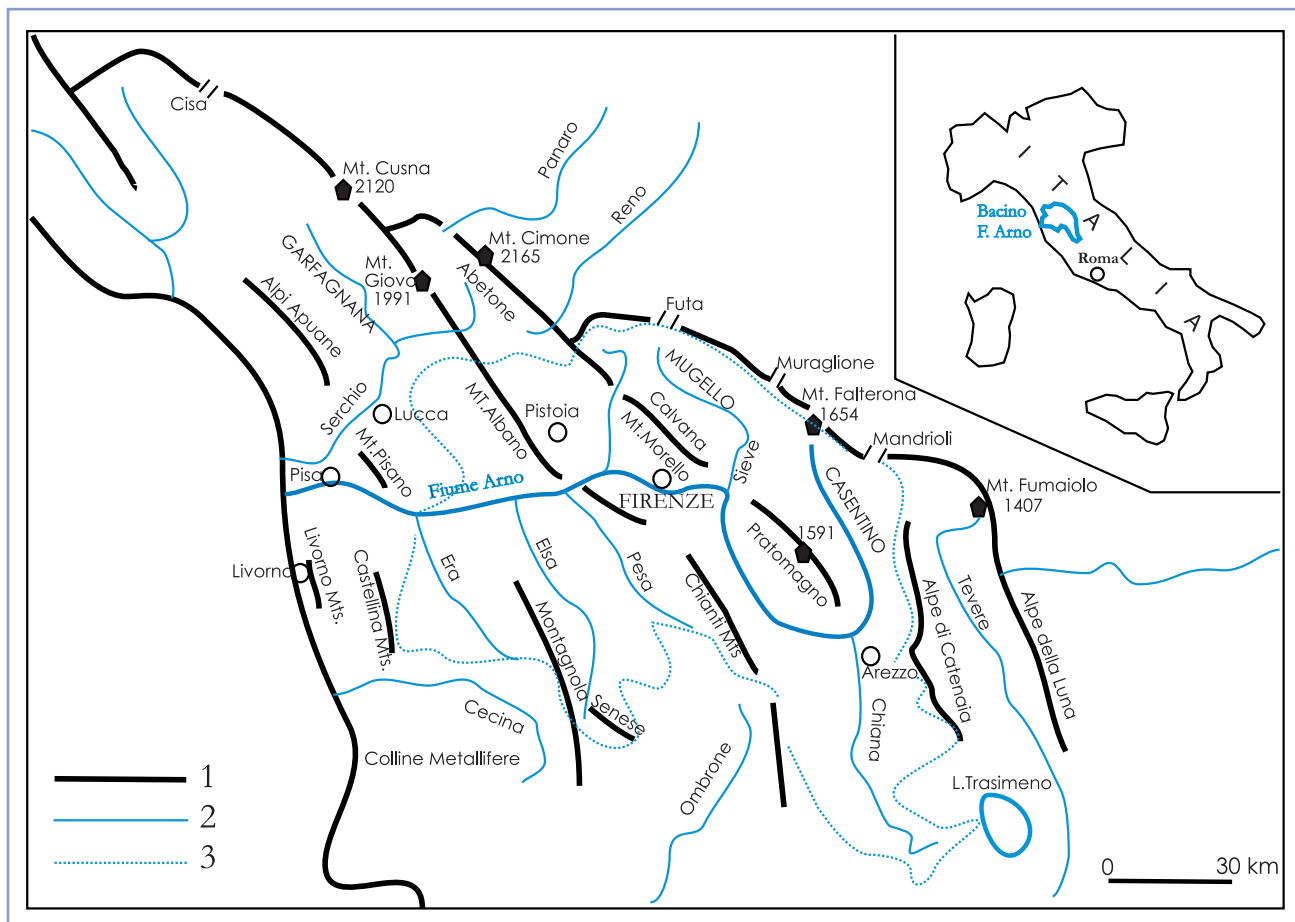 Cisa
Mt. Cusna
2120
Panaro
Reno
GARFAGNANA
Mt.
Giovo
1991
Mt. Cimone
2165
Abetone
Alpi Apuane
Serchio
Lucca
MT.Albano
Pistoia
Futa
MUGELLO
Muraglione
Mt. Falterona
1654
Calvana
Mt.Morello
Sieve
Mandrioli
Mt. Fumaiolo
1407
Pisa
Mt.Pisano
Fiume Arno
FIRENZE
CASENTINO
1591
Pratomagno
Livorno
Livorno
Mts.
Castellina
Mts.
Era
Elsa
Pesa
Chianti Mts
Montagnola
Senese
Arezzo
Alpe di Catenaia
Tevere
Alpe della Luna
Cecina
Colline Metallifere
Ombrone
Chiana
L.Trasimeno
1
2
3
0 30 km
ITALIA
Bacino
F. Arno
Roma